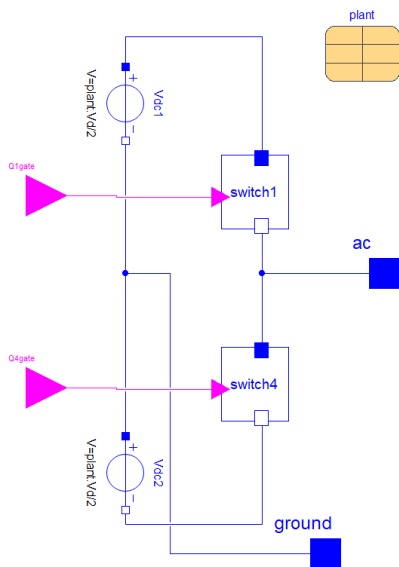 plant
V=plant.Vd/2
+
Vdc1
−
Q1gate
switch1
ac
Q4gate
switch4
V=plant.Vd/2
+
Vdc2
−
ground